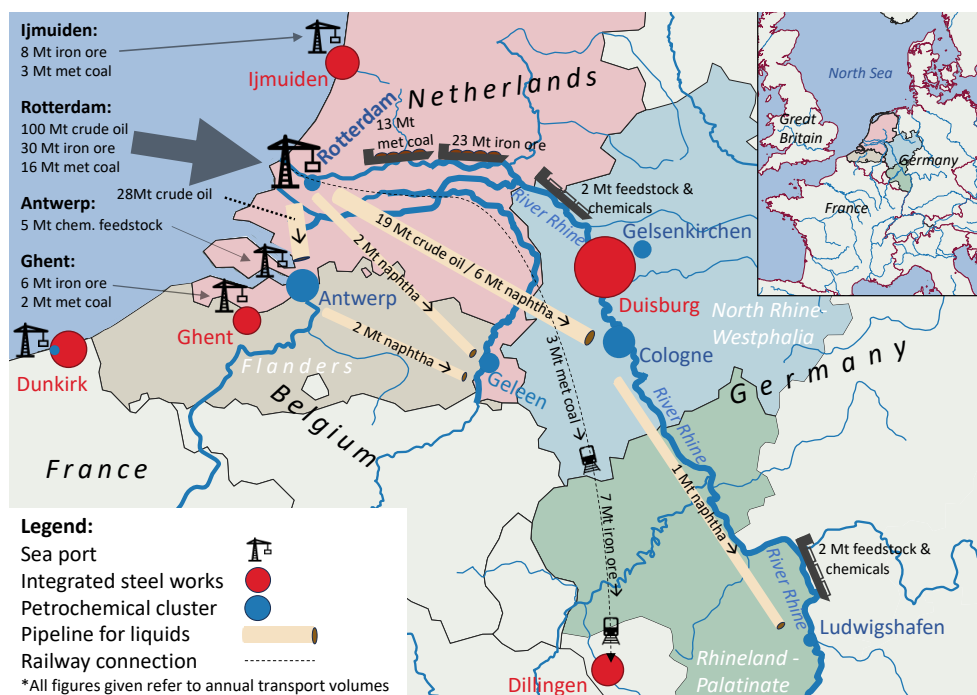 Ijmuiden:
8 Mt iron ore
3 Mt met coal
Rotterdam:
100 Mt crude oil
30 Mt iron ore
16 Mt met coal
Antwerp:
5 Mt chem. feedstock
Ghent:
6 Mt iron ore
2 Mt met coal
28Mt crude oil
Ijmuiden
Netherlands
Rotterdam
13 Mt
met coal
23 Mt iron ore
2 Mt feedstock &
chemicals
River Rhine
Gelsenkirchen
Duisburg
19 Mt crude oil / 6 Mt naphtha →
2 Mt naphtha →
2 Mt naphtha →
→
Antwerp
Ghent
Dunkirk
Flanders
Belgium
Geleen
Cologne
North Rhine-
Westphalia
Germany
France
3 Mt met coal →
7 Mt iron ore →
River Rhine
1 Mt naphtha →
2 Mt feedstock &
chemicals
River Rhine
Ludwigshafen
Rhineland -
Palatinate
Dillingen
North Sea
Great
Britain
Germany
France
Legend:
Sea port
Integrated steel works
Petrochemical cluster
Pipeline for liquids
Railway connection
*All figures given refer to annual transport volumes